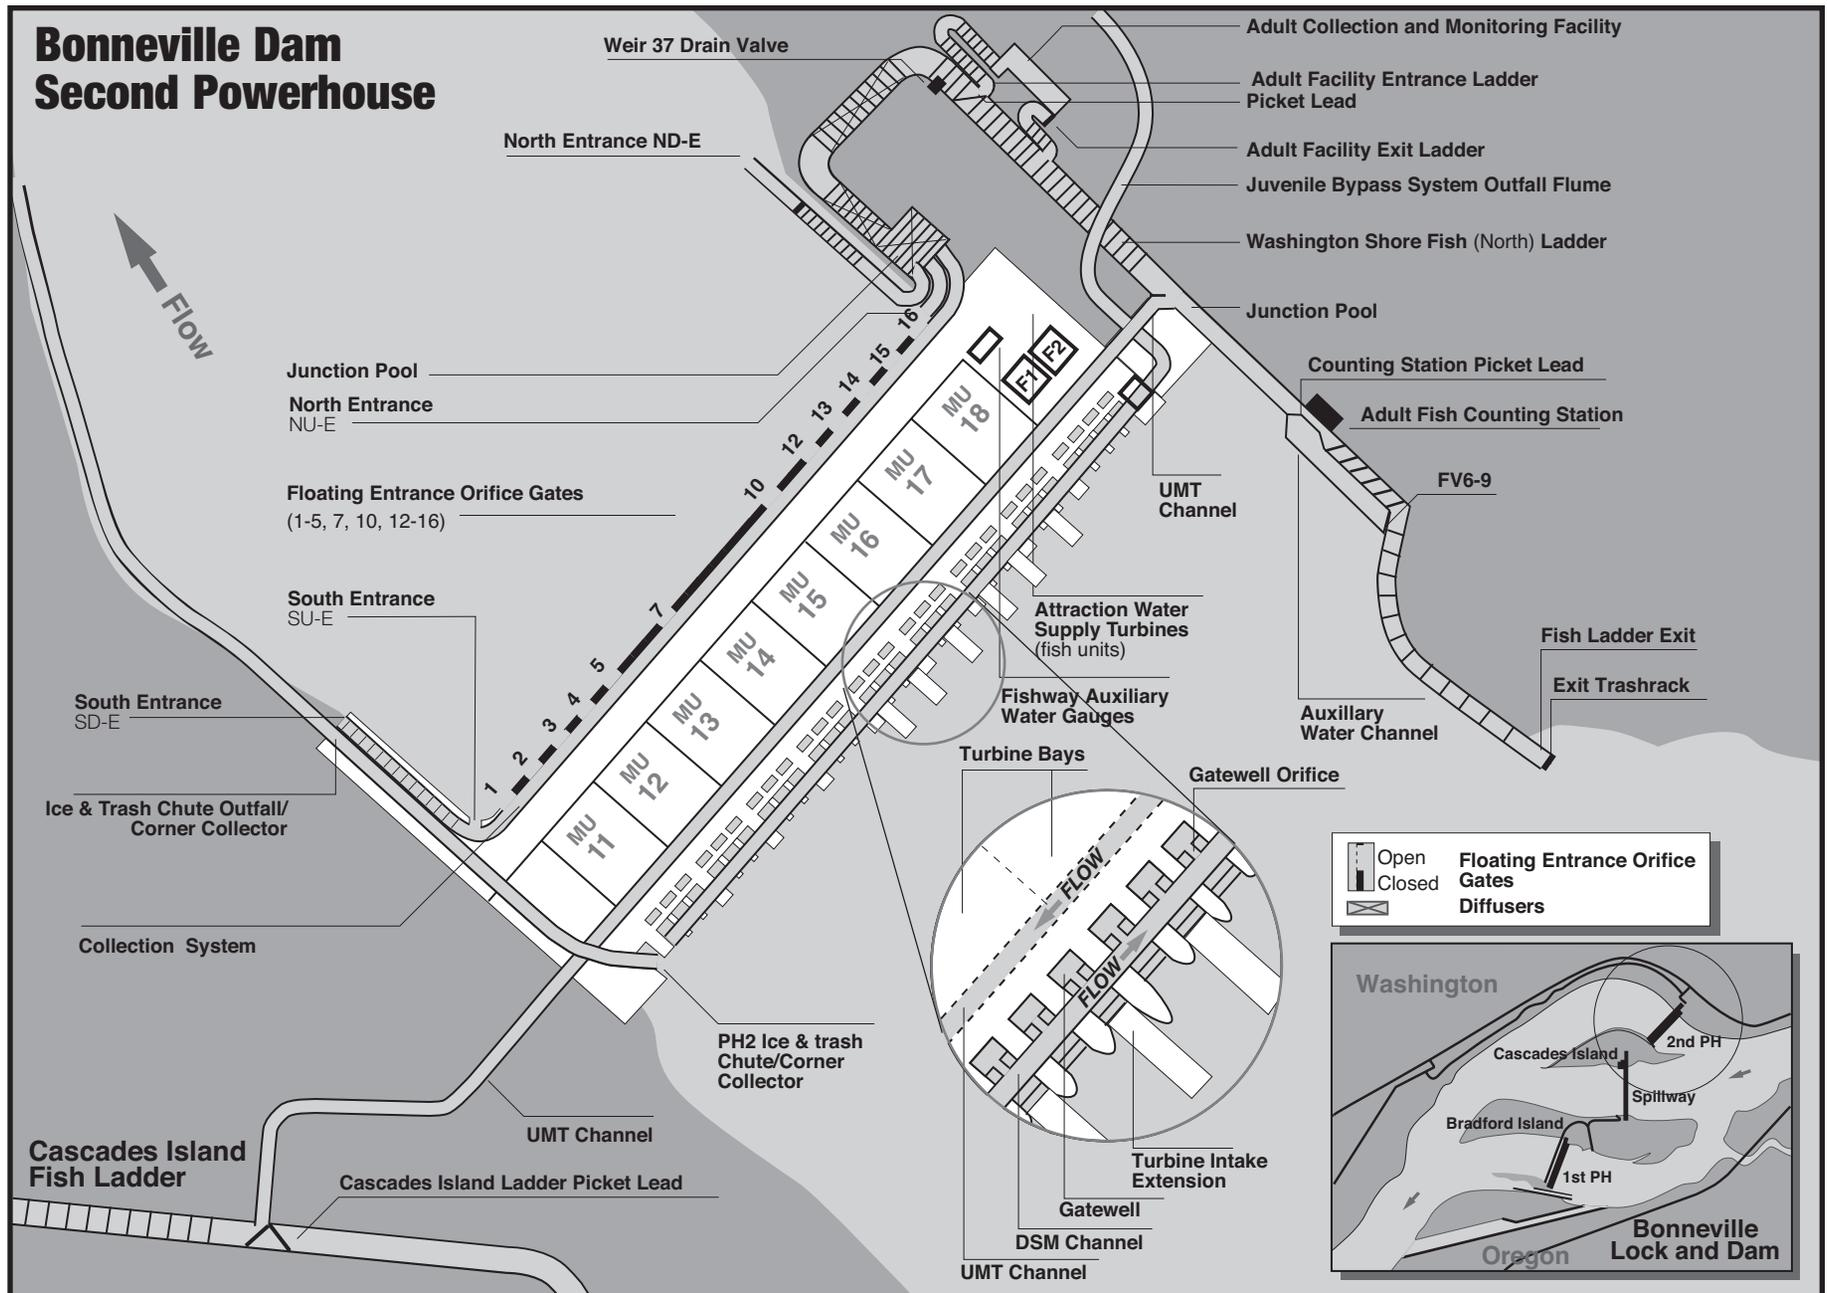 Bonneville Dam
Second Powerhouse
Weir 37 Drain Valve
North Entrance ND-E
Adult Collection and Monitoring Facility
Adult Facility Entrance Ladder
Picket Lead
Adult Facility Exit Ladder
Juvenile Bypass System Outfall Flume
Washington Shore Fish (North) Ladder
Junction Pool
Counting Station Picket Lead
Adult Fish Counting Station
FV6-9
Fish Ladder Exit
Exit Trashrack
Flow
Junction Pool
North Entrance
NU-E
Floating Entrance Orifice Gates
(1-5, 7, 10, 12-16)
South Entrance
SU-E
South Entrance
SD-E
Ice & Trash Chute Outfall/
Corner Collector
Collection System
16
15
14
13
12
10
7
5
4
3
2
1
F2
F1
MU
18
MU
17
MU
16
MU
15
MU
14
MU
13
MU
12
MU
11
UMT
Channel
Attraction Water
Supply Turbines
(fish units)
Fishway Auxiliary
Water Gauges
Auxillary
Water Channel
Turbine Bays
Gatewell Orifice
FLOW
FLOW
Turbine Intake
Extension
Gatewell
DSM Channel
UMT Channel
PH2 Ice & trash
Chute/Corner
Collector
UMT Channel
Cascades Island
Fish Ladder
Cascades Island Ladder Picket Lead
Open
Closed
Floating Entrance Orifice
Gates
Diffusers
Washington
2nd PH
Cascades Island
Spillway
Bradford Island
1st PH
Oregon
Bonneville
Lock and Dam